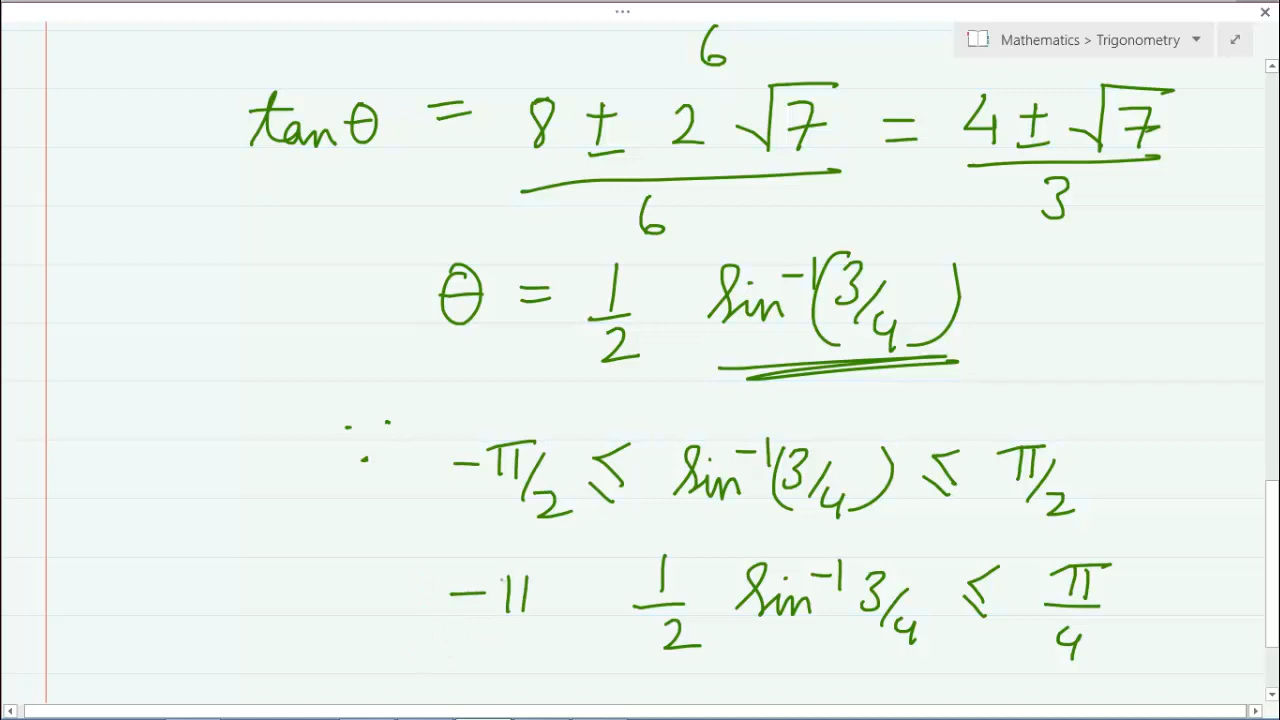 Mathematics > Trigonometry
6
tanθ = 8 ± 2 √7 / 6 = 4 ± √7 / 3
θ = 1/2 sin⁻¹(3/4)
∵ -π/2 ≤ sin⁻¹(3/4) ≤ π/2
-11 1/2 sin⁻¹ 3/4 ≤ π/4